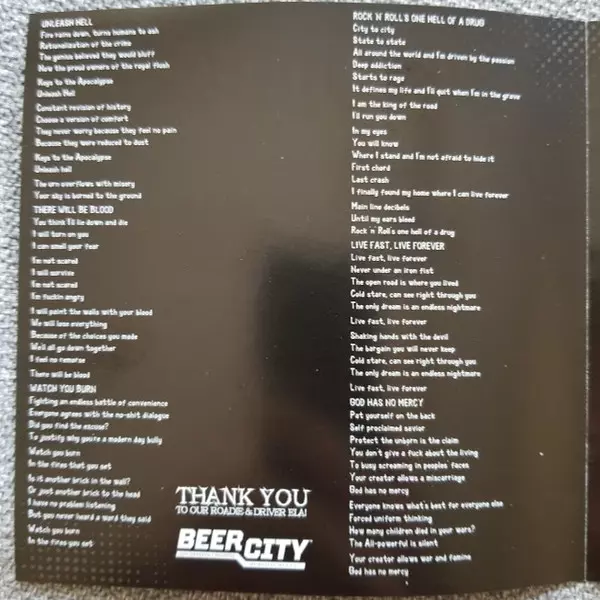 UNLEASH HELL
Fire rains down, turns humans to ash
Rationalization of the crime
The genius believed they would bluff
Now the proud owners of the royal flush
Keys to the Apocalypse
Unleash Hell
Constant revision of history
Choose a version of comfort
They never worry because they feel no pain
Because they were reduced to dust
Keys to the Apocalypse
Unleash hell
The urn overflows with misery
Your sky is burned to the ground
THERE WILL BE BLOOD
You think I'll lie down and die
I will turn on you
I can smell your fear
I'm not scared
I will survive
I'm not scared
I'm fuckin angry
I will paint the walls with your blood
We will lose everything
Because of the choices you made
We'll all go down together
I feel no remorse
There will be blood
WATCH YOU BURN
Fighting an endless battle of convenience
Everyone agrees with the no-shit dialogue
Did you find the excuse?
To justify why you're a modern day bully
Watch you burn
In the fires that you set
Is it another brick in the wall?
Or just another brick to the head
I have no problem listening
But you never heard a word they said
Watch you burn
In the fires you set
THANK YOU
TO OUR ROADIE & DRIVER ELA!
BEER CITY
ROCK 'N' ROLL'S ONE HELL OF A DRUG
City to city
State to state
All around the world and I'm driven by the passion
Deep addiction
Starts to rage
It defines my life and I'll quit when I'm in the grave
I am the king of the road
I'll run you down
In my eyes
You will know
Where I stand and I'm not afraid to hide it
First chord
Last crash
I finally found my home where I can live forever
Main line decibels
Until my ears bleed
Rock 'n' Roll's one hell of a drug
LIVE FAST, LIVE FOREVER
Live fast, live forever
Never under an iron fist
The open road is where you lived
Cold stare, can see right through you
The only dream is an endless nightmare
Live fast, live forever
Shaking hands with the devil
The bargain you will never keep
Cold stare, can see right through you
The only dream is an endless nightmare
Live fast, live forever
GOD HAS NO MERCY
Pat yourself on the back
Self proclaimed savior
Protect the unborn is the claim
You don't give a fuck about the living
To busy screaming in peoples faces
Your creator allows a miscarriage
God has no mercy
Everyone knows what's best for everyone else
Forced uniform thinking
How many children died in your wars?
The All-powerful is silent
Your creator allows war and famine
God has no mercy